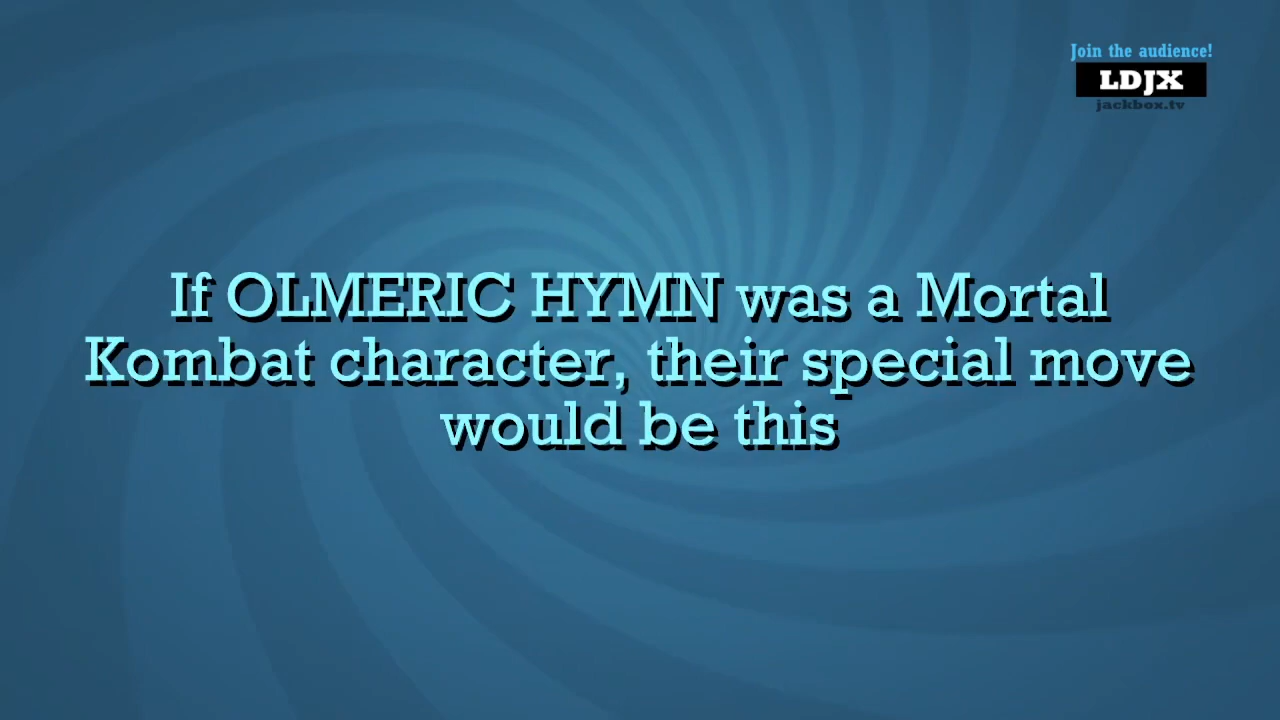 Join the audience!
LDJX
jackbox.tv
If OLMERIC HYMN was a Mortal
Kombat character, their special move
would be this